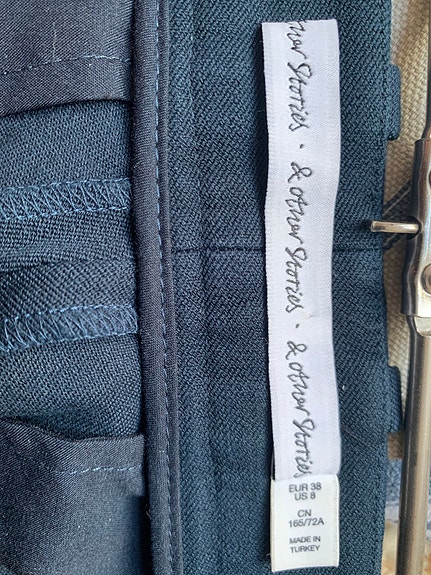 other Stories · & other Stories · & other Stories
EUR 38
US 8
CN
165/72A
MADE IN
TURKEY